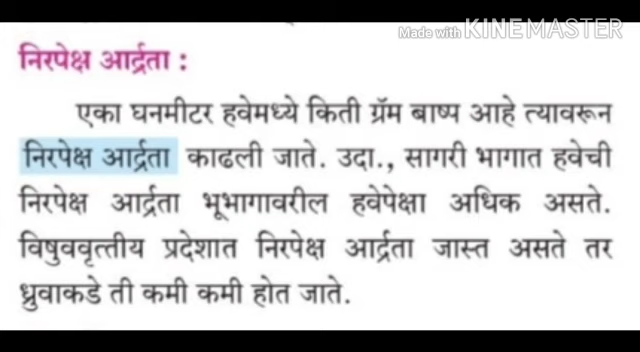 Made with KINEMASTER
निरपेक्ष आर्द्रता :
एका घनमीटर हवेमध्ये किती ग्रॅम बाष्प आहे त्यावरून
निरपेक्ष आर्द्रता काढली जाते. उदा., सागरी भागात हवेची
निरपेक्ष आर्द्रता भूभागावरील हवेपेक्षा अधिक असते.
विषुववृत्तीय प्रदेशात निरपेक्ष आर्द्रता जास्त असते तर
ध्रुवाकडे ती कमी कमी होत जाते.